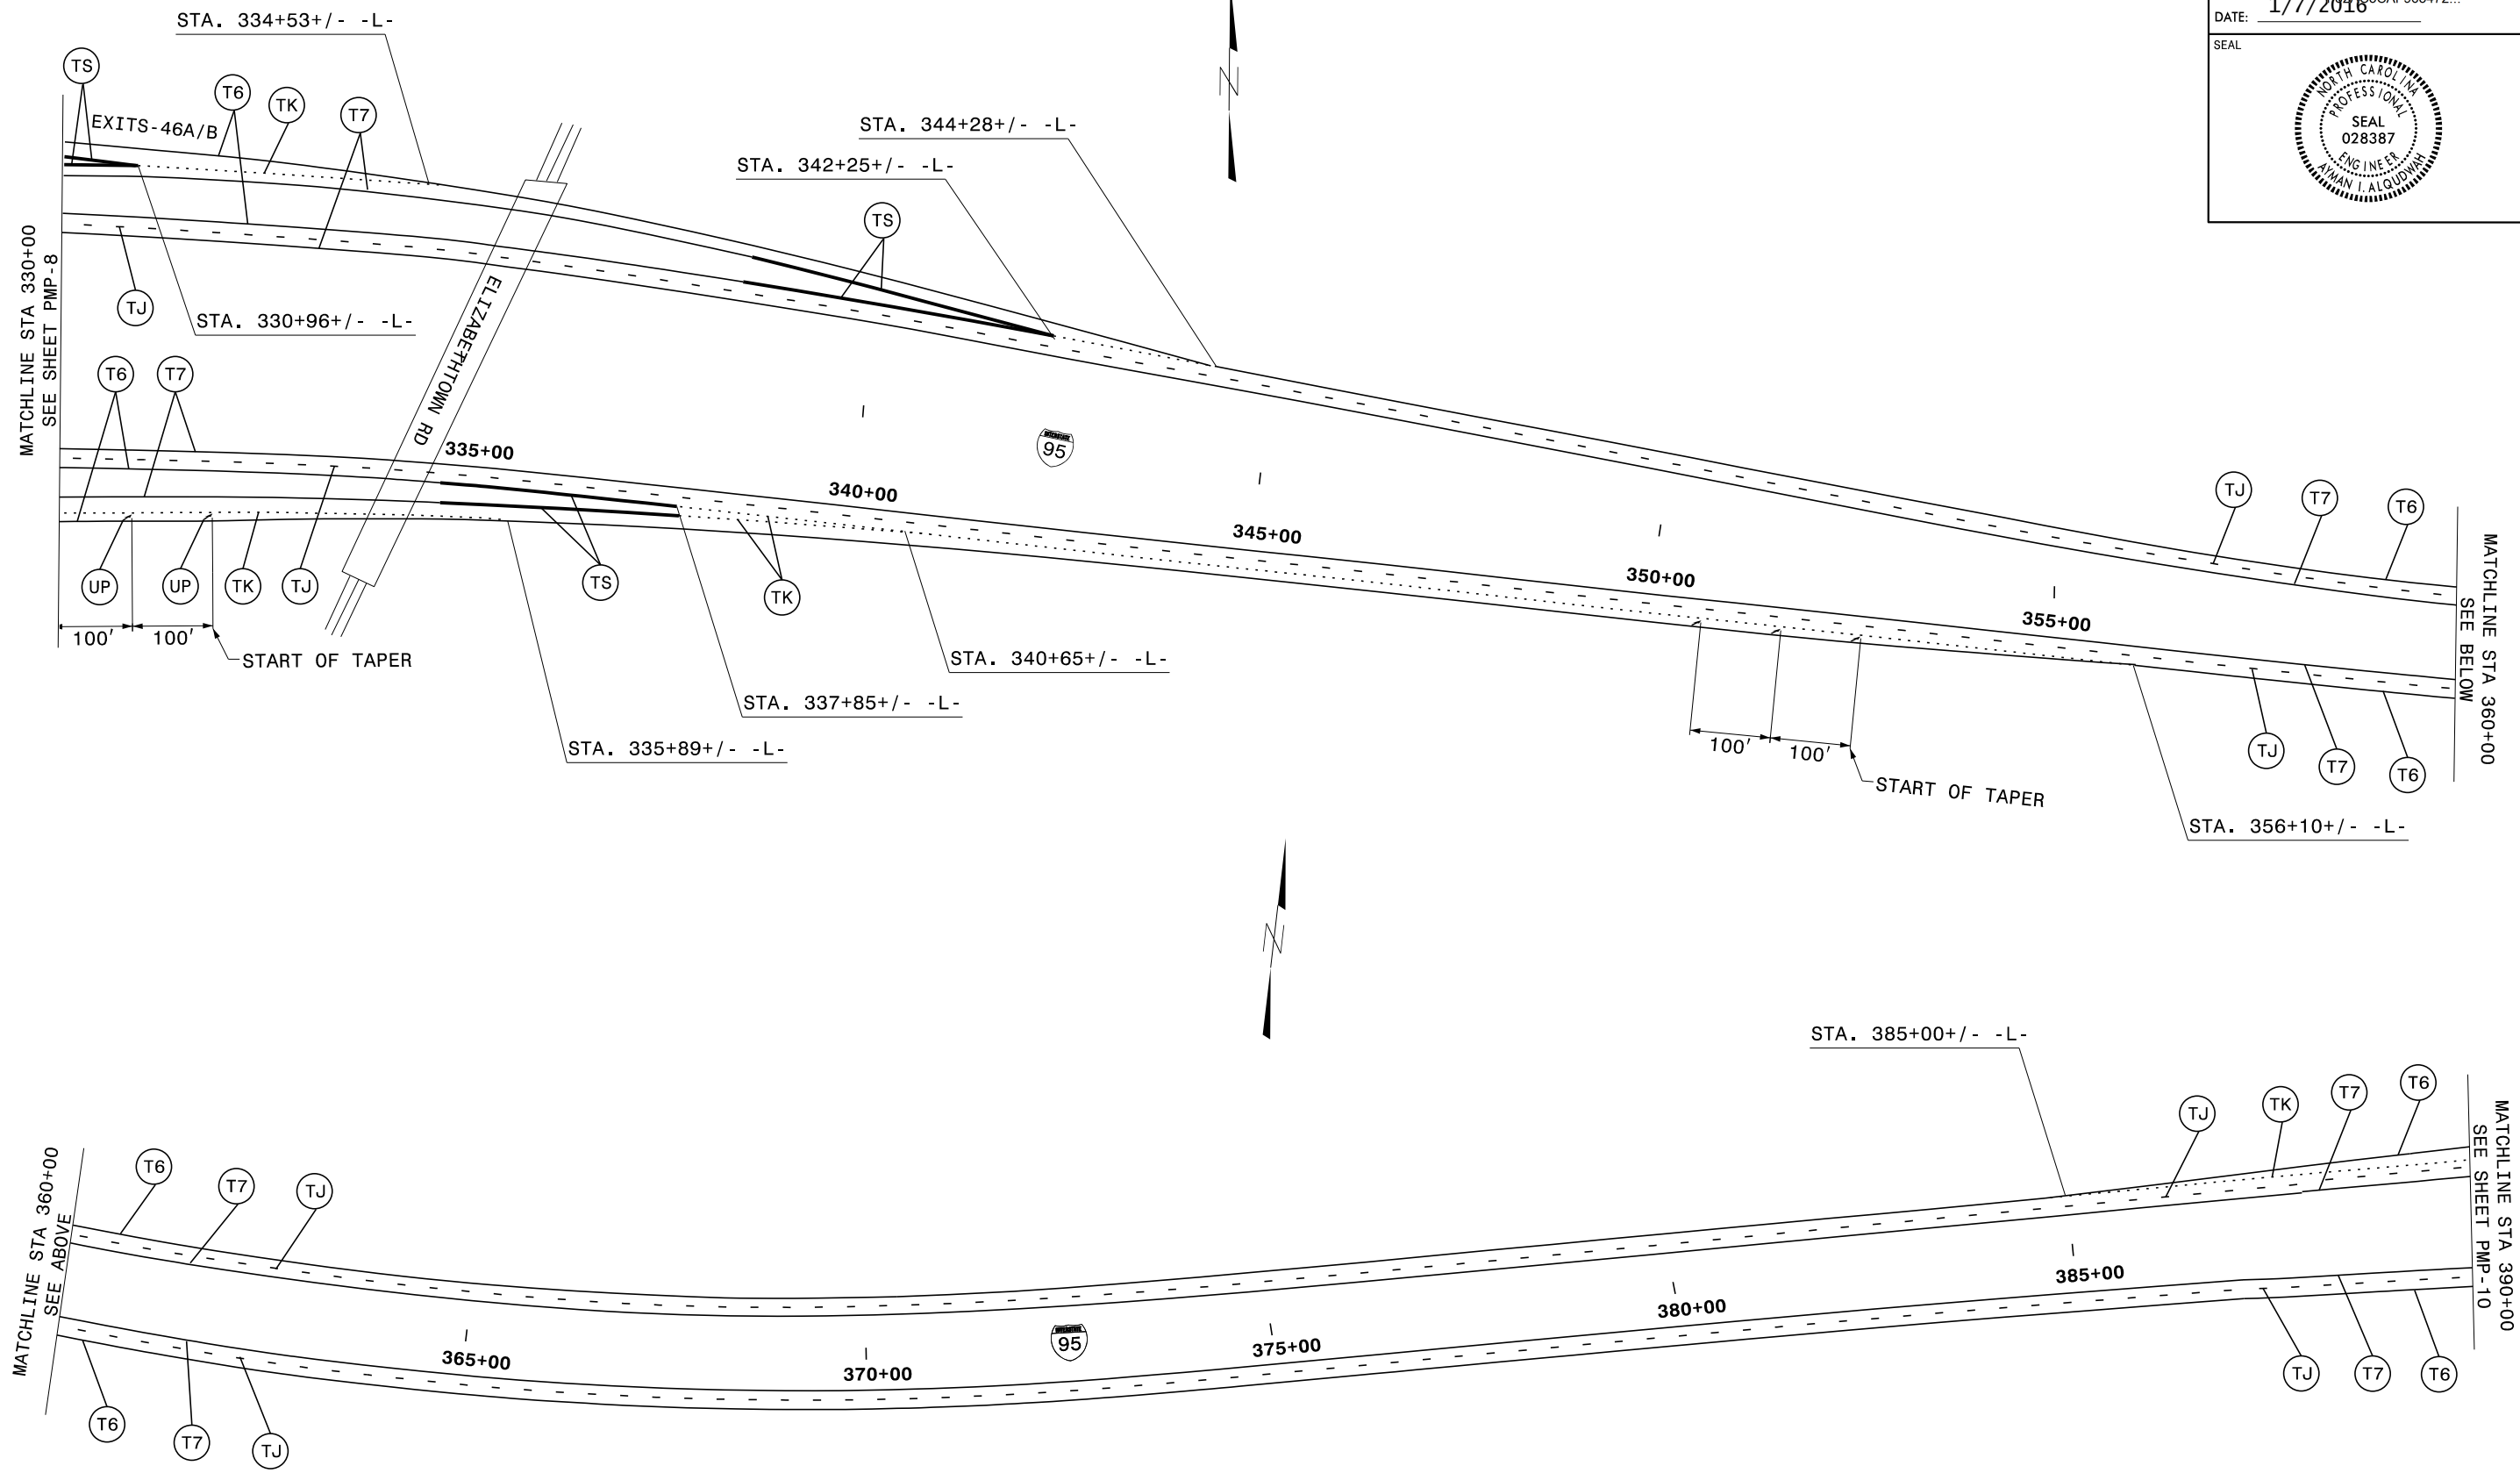 STA. 334+53+/- -L-
DATE: 1/7/2016
SEAL
NORTH CAROLINA
PROFESSIONAL
SEAL
028387
ENGINEER
AYMAN I. ALQUDWAH
TS
EXITS-46A/B
T6
TK
T7
N
STA. 344+28+/- -L-
STA. 342+25+/- -L-
TS
MATCHLINE STA 330+00
SEE SHEET PMP-8
TJ
STA. 330+96+/- -L-
ELIZABETHTOWN RD
T6
T7
335+00
340+00
95
345+00
350+00
355+00
TJ
T7
T6
MATCHLINE STA 360+00
SEE BELOW
UP
UP
TK
TJ
TS
TK
100'
100'
START OF TAPER
STA. 340+65+/- -L-
STA. 337+85+/- -L-
STA. 335+89+/- -L-
100'
100'
START OF TAPER
TJ
T7
T6
STA. 356+10+/- -L-
N
STA. 385+00+/- -L-
MATCHLINE STA 360+00
SEE ABOVE
T6
T7
TJ
TJ
TK
T7
T6
MATCHLINE STA 390+00
SEE SHEET PMP-10
365+00
370+00
95
375+00
380+00
385+00
T6
T7
TJ
TJ
T7
T6